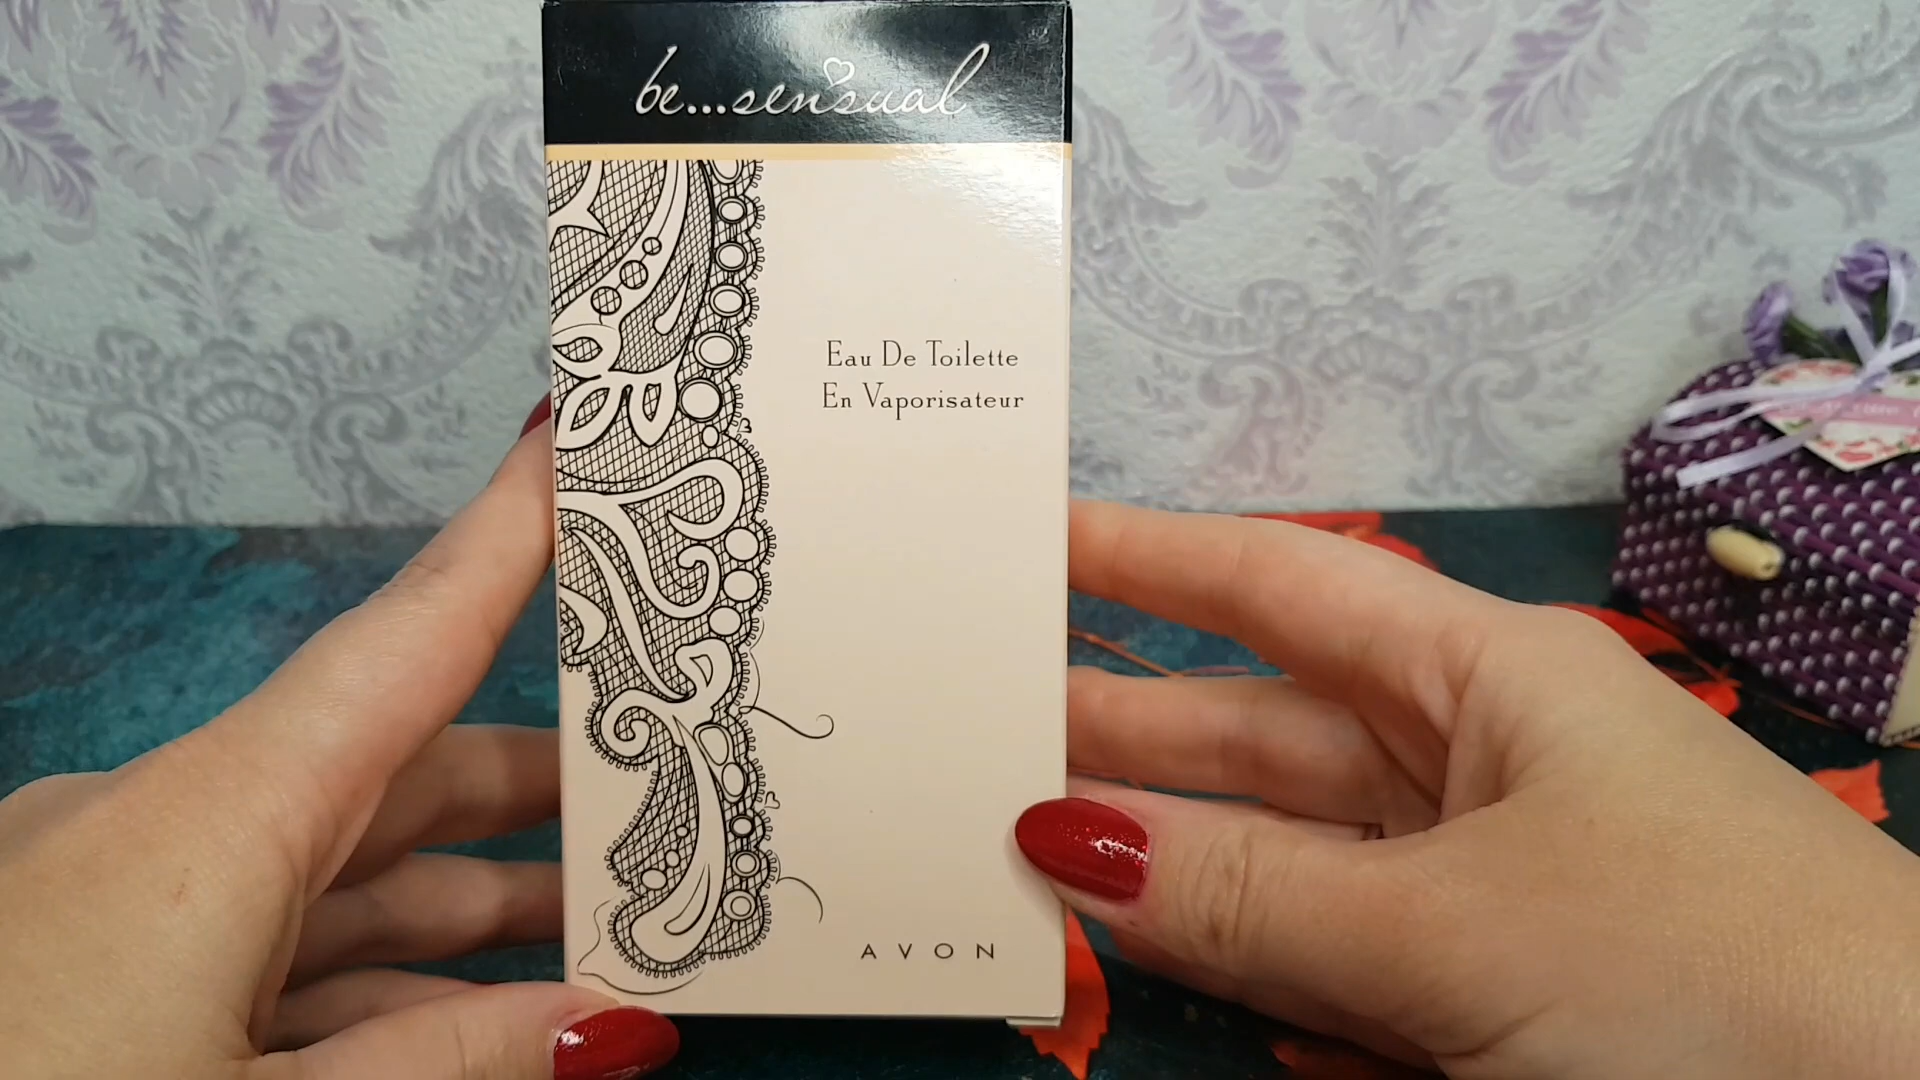 be...sensual
Eau De Toilette
En Vaporisateur
AVON